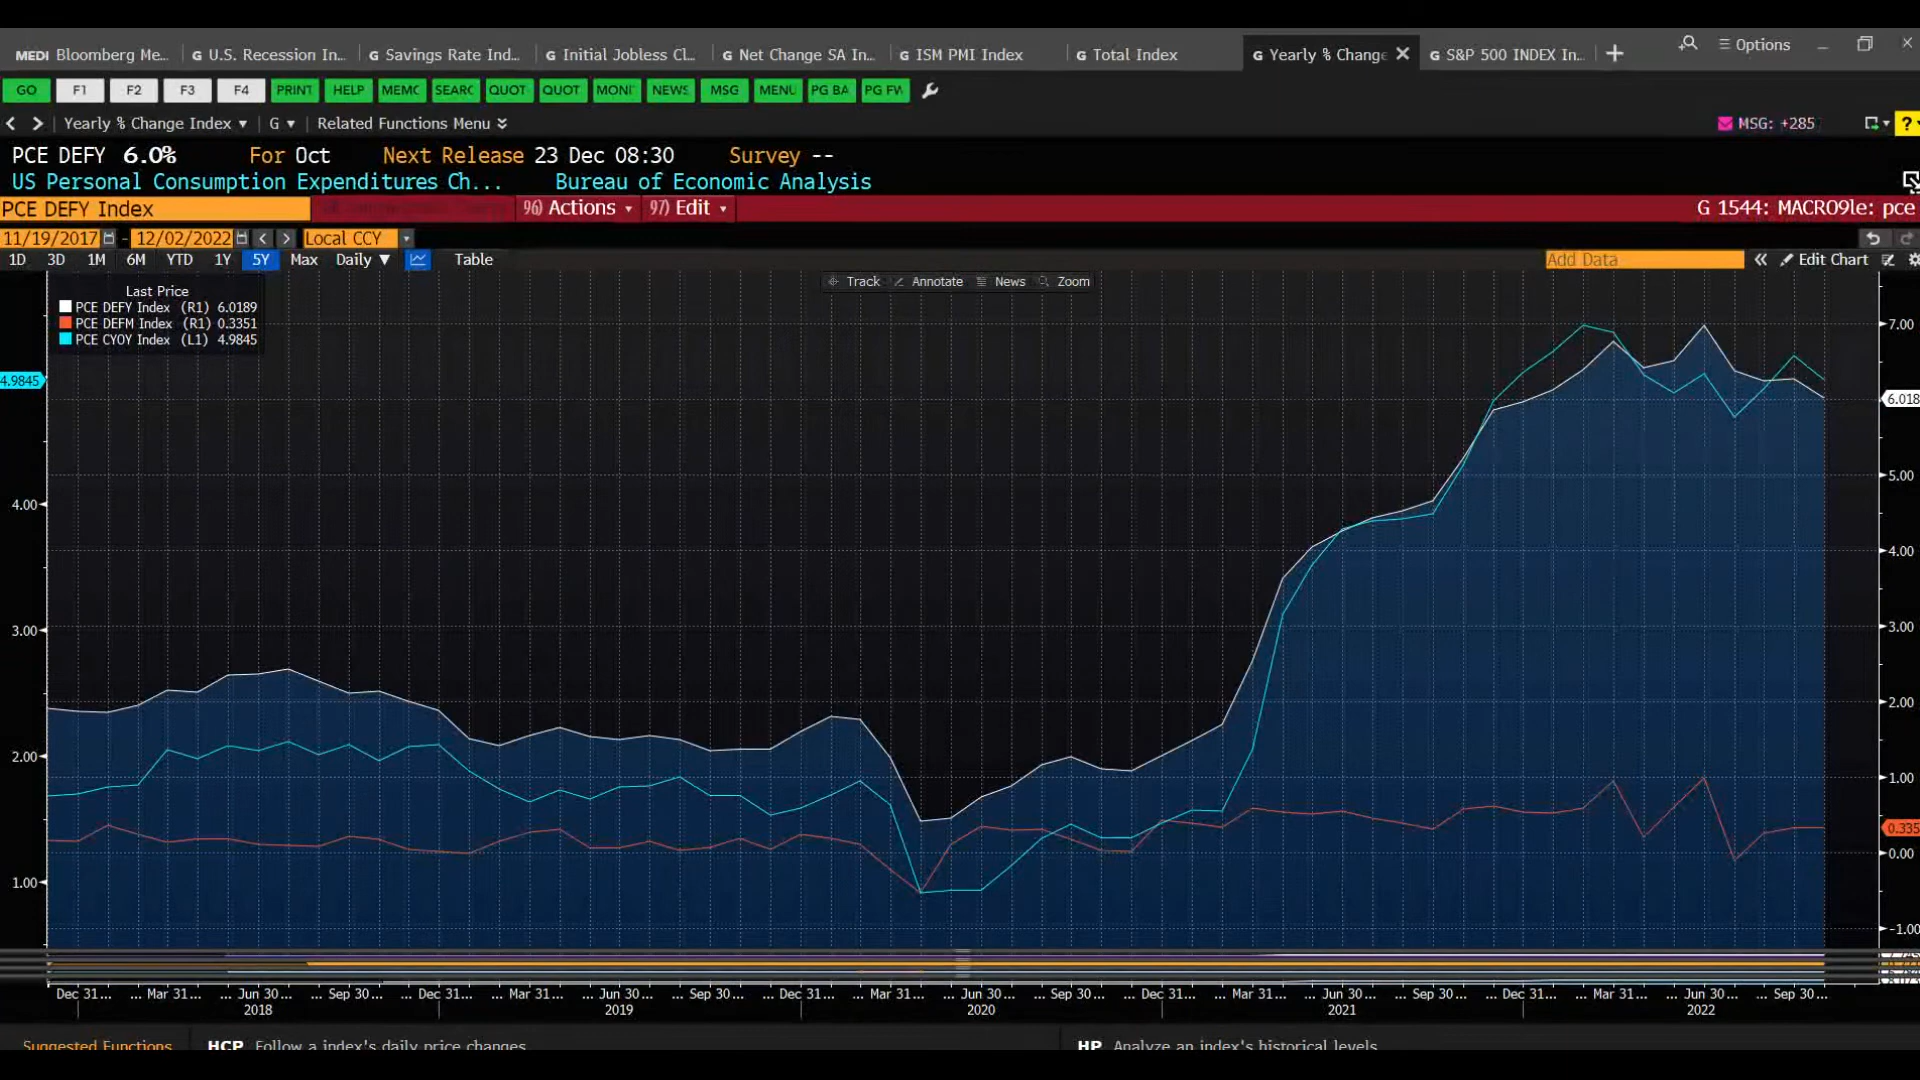 MEDI Bloomberg Me... G U.S. Recession In... G Savings Rate Ind... G Initial Jobless Cl... G Net Change SA In... G ISM PMI Index G Total Index G Yearly % Change G S&P 500 INDEX In... Options
GO F1 F2 F3 F4 PRINT HELP MEMC SEARC QUOT QUOT MONI NEWS MSG MENU PG BA PG FW
Yearly % Change Index G Related Functions Menu MSG: +285 ?
PCE DEFY 6.0% For Oct Next Release 23 Dec 08:30 Survey --
US Personal Consumption Expenditures Ch... Bureau of Economic Analysis
PCE DEFY Index 96) Actions 97) Edit G 1544: MACRO9le: pce
11/19/2017 - 12/02/2022 Local CCY
1D 3D 1M 6M YTD 1Y 5Y Max Daily Table Add Data Edit Chart
Track Annotate News Zoom
Last Price
PCE DEFY Index (R1) 6.0189
PCE DEFM Index (R1) 0.3351
PCE CYOY Index (L1) 4.9845
7.00
4.9845
6.018
5.00
4.00
4.00
3.00
3.00
2.00
2.00
1.00
0.335
0.00
1.00
-1.00
Dec 31... ... Mar 31... ... Jun 30... ... Sep 30... ... Dec 31... ... Mar 31... ... Jun 30... ... Sep 30... ... Dec 31... ... Mar 31... ... Jun 30... ... Sep 30... ... Dec 31... ... Mar 31... ... Jun 30... ... Sep 30... ... Dec 31... ... Mar 31... ... Jun 30... ... Sep 30...
2018 2019 2020 2021 2022
Suggested Functions HCP Follow a index's daily price changes HP Analyze an index's historical levels